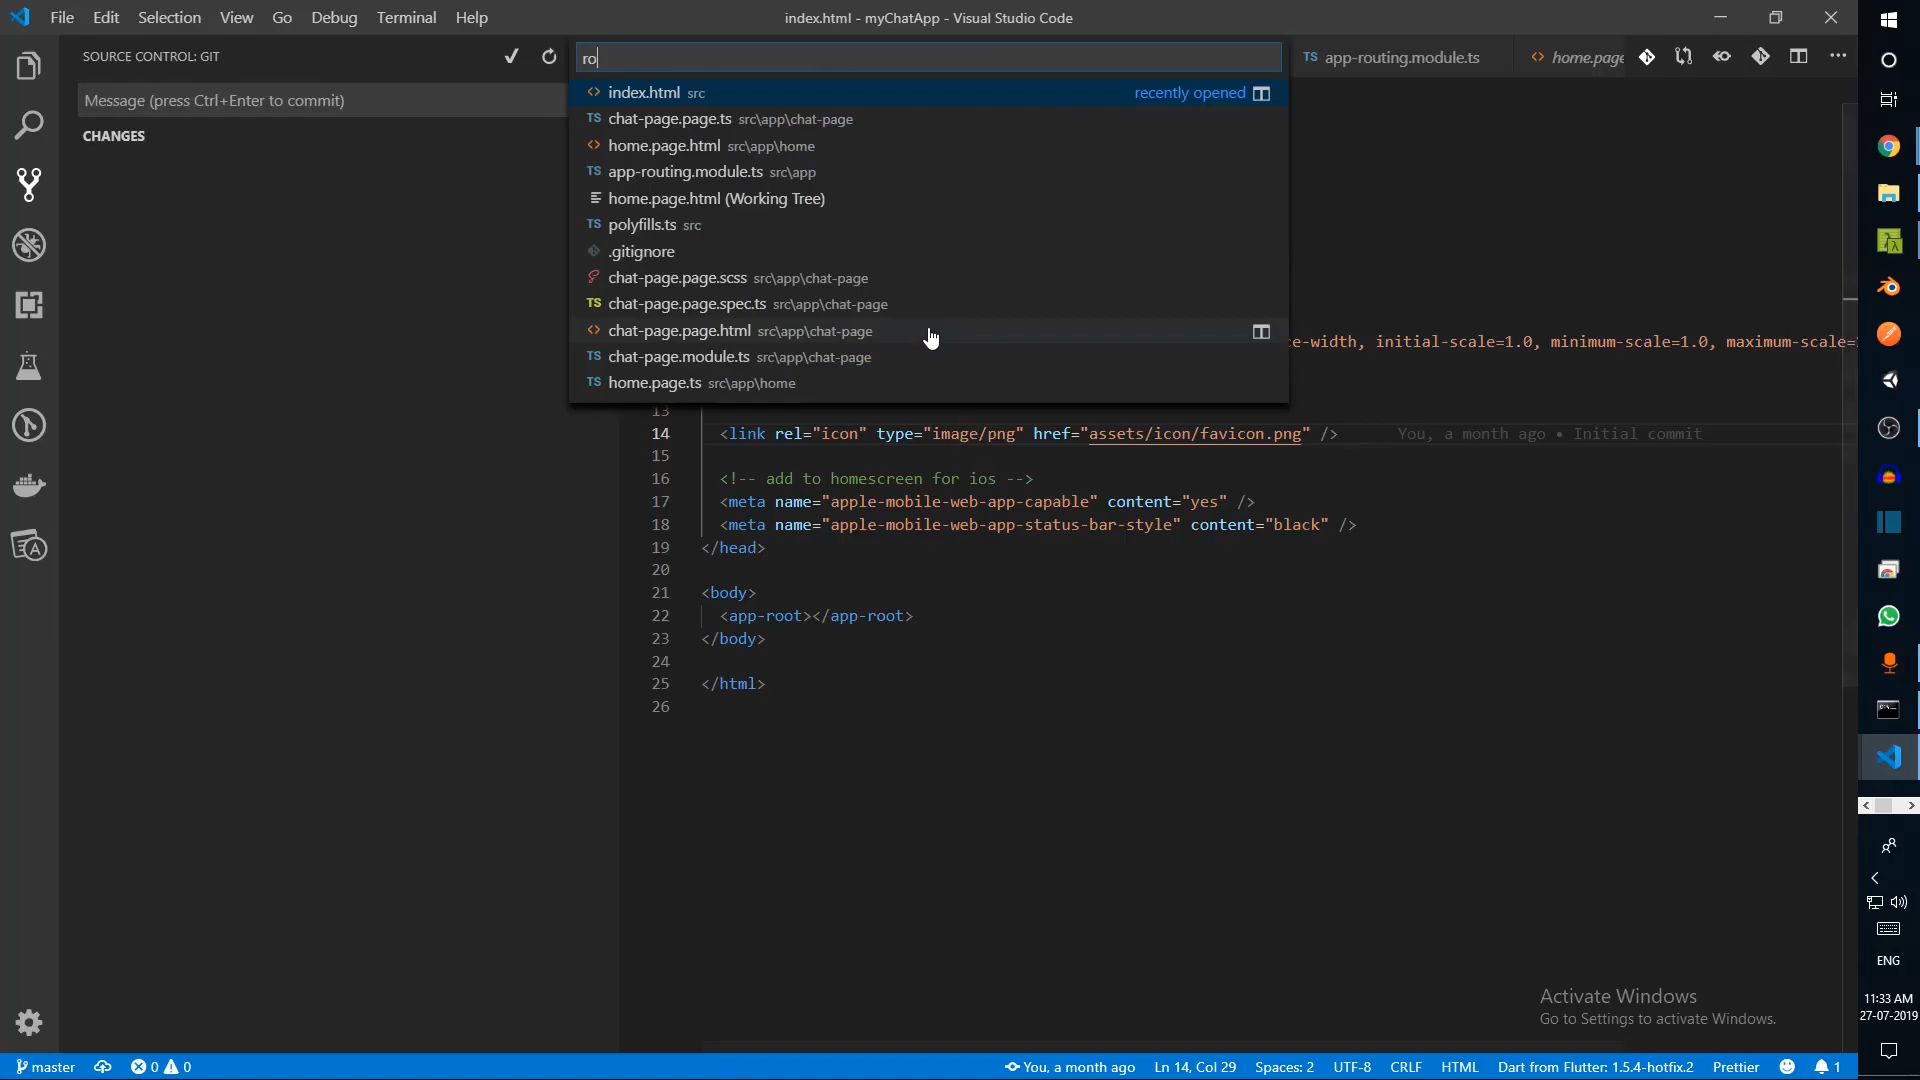 File Edit Selection View Go Debug Terminal Help
index.html - myChatApp - Visual Studio Code
SOURCE CONTROL: GIT
Message (press Ctrl+Enter to commit)
CHANGES
ro
index.html src recently opened
TS chat-page.page.ts src\app\chat-page
home.page.html src\app\home
TS app-routing.module.ts src\app
home.page.html (Working Tree)
TS polyfills.ts src
.gitignore
chat-page.page.scss src\app\chat-page
TS chat-page.page.spec.ts src\app\chat-page
chat-page.page.html src\app\chat-page
TS chat-page.module.ts src\app\chat-page
TS home.page.ts src\app\home
TS app-routing.module.ts
home.page
e-width, initial-scale=1.0, minimum-scale=1.0, maximum-scale=
13
14 <link rel="icon" type="image/png" href="assets/icon/favicon.png" /> You, a month ago • Initial commit
15
16 <!-- add to homescreen for ios -->
17 <meta name="apple-mobile-web-app-capable" content="yes" />
18 <meta name="apple-mobile-web-app-status-bar-style" content="black" />
19 </head>
20
21 <body>
22 <app-root></app-root>
23 </body>
24
25 </html>
26
Activate Windows
Go to Settings to activate Windows.
master 0 0
You, a month ago Ln 14, Col 29 Spaces: 2 UTF-8 CRLF HTML Dart from Flutter: 1.5.4-hotfix.2 Prettier 1
ENG
11:33 AM
27-07-2019